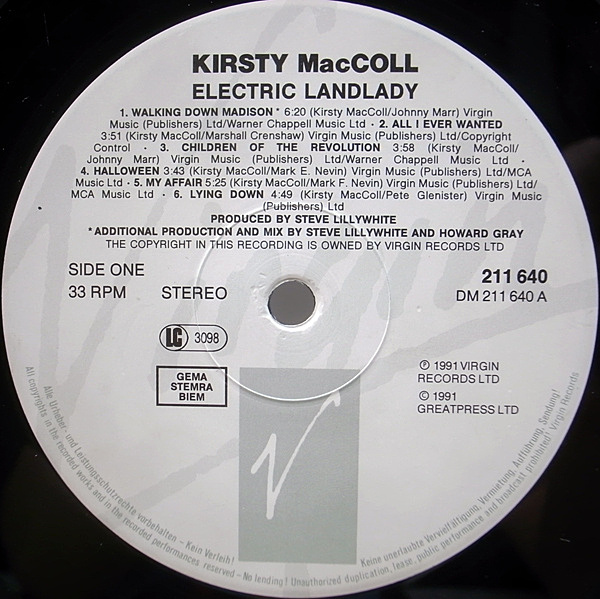 KIRSTY MacCOLL
ELECTRIC LANDLADY
1. WALKING DOWN MADISON* 6:20 (Kirsty MacColl/Johnny Marr) Virgin
Music (Publishers) Ltd/Warner Chappell Music Ltd · 2. ALL I EVER WANTED
3:51 (Kirsty MacColl/Marshall Crenshaw) Virgin Music (Publishers) Ltd/Copyright
Control · 3. CHILDREN OF THE REVOLUTION 3:58 (Kirsty MacColl/
Johnny Marr) Virgin Music (Publishers) Ltd/Warner Chappell Music Ltd ·
4. HALLOWEEN 3:43 (Kirsty MacColl/Mark E. Nevin) Virgin Music (Publishers) Ltd/MCA
Music Ltd · 5. MY AFFAIR 5:25 (Kirsty MacColl/Mark F. Nevin) Virgin Music (Publishers) Ltd/
MCA Music Ltd · 6. LYING DOWN 4:49 (Kirsty MacColl/Pete Glenister) Virgin Music
(Publishers) Ltd
PRODUCED BY STEVE LILLYWHITE
*ADDITIONAL PRODUCTION AND MIX BY STEVE LILLYWHITE AND HOWARD GRAY
THE COPYRIGHT IN THIS RECORDING IS OWNED BY VIRGIN RECORDS LTD
SIDE ONE
33 RPM STEREO
211 640
DM 211 640 A
LC 3098
GEMA
STEMRA
BIEM
℗ 1991 VIRGIN
RECORDS LTD
© 1991
GREATPRESS LTD
Virgin
V
Alle Urheber- und Leistungsschutzrechte vorbehalten – Kein Verleih! Keine unerlaubte Vervielfältigung, Vermietung, Aufführung, Sendung!
All copyrights in the recorded works and in the recorded performances reserved – No lending! Unauthorized duplication, lease, public performance and broadcast prohibited! Virgin Records